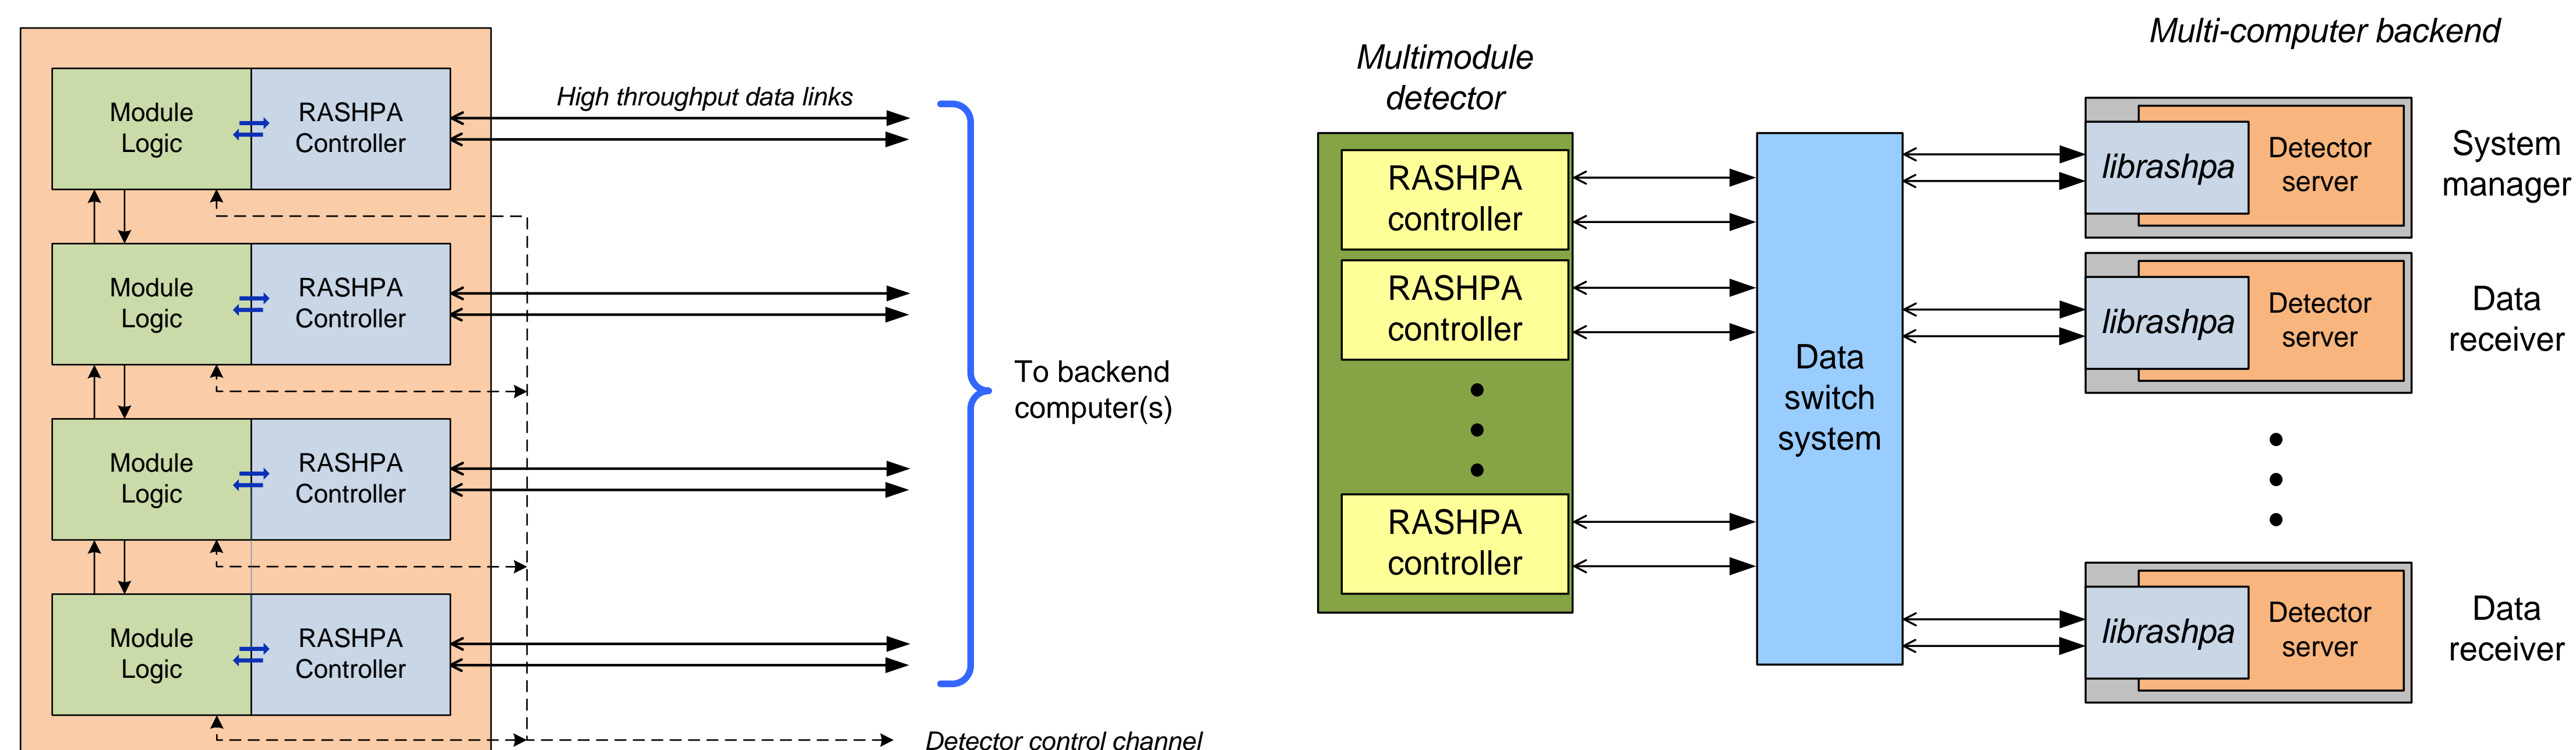 High throughput data links
Module
Logic
RASHPA
Controller
Module
Logic
RASHPA
Controller
Module
Logic
RASHPA
Controller
Module
Logic
RASHPA
Controller
To backend
computer(s)
Detector control channel
Multimodule
detector
RASHPA
controller
RASHPA
controller
RASHPA
controller
Data
switch
system
Multi-computer backend
librashpa
Detector
server
System
manager
librashpa
Detector
server
Data
receiver
librashpa
Detector
server
Data
receiver